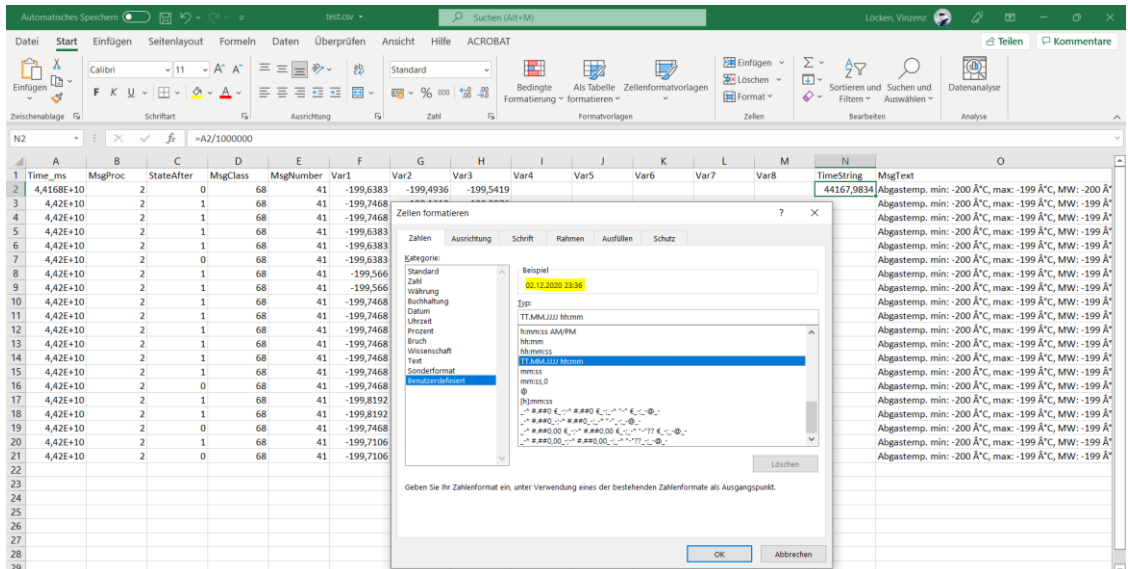 Automatisches Speichern test.csv Suchen (Alt+M) Löcken, Vinzenz
Datei Start Einfügen Seitenlayout Formeln Daten Überprüfen Ansicht Hilfe ACROBAT Teilen Kommentare
Einfügen Calibri 11 Standard Bedingte Formatierung Als Tabelle formatieren Zellenformatvorlagen Einfügen Löschen Format Sortieren und Filtern Suchen und Auswählen Datenanalyse
F K U
Zwischenablage Schriftart Ausrichtung Zahl Formatvorlagen Zellen Bearbeiten Analyse
N2 fx =A2/1000000
A B C D E F G H I J K L M N O
1 Time_ms MsgProc StateAfter MsgClass MsgNumber Var1 Var2 Var3 Var4 Var5 Var6 Var7 Var8 TimeString MsgText
2 4,4168E+10 2 0 68 41 -199,6383 -199,4936 -199,5419 44167,9834 Abgastemp. min: -200 Â°C, max: -199 Â°C, MW: -200 Â°
3 4,42E+10 2 1 68 41 -199,7468 Abgastemp. min: -200 Â°C, max: -199 Â°C, MW: -199 Â°
4 4,42E+10 2 1 68 41 -199,7468 Abgastemp. min: -200 Â°C, max: -199 Â°C, MW: -199 Â°
5 4,42E+10 2 1 68 41 -199,6383 Abgastemp. min: -200 Â°C, max: -199 Â°C, MW: -199 Â°
6 4,42E+10 2 1 68 41 -199,6383 Abgastemp. min: -200 Â°C, max: -199 Â°C, MW: -199 Â°
7 4,42E+10 2 0 68 41 -199,6383 Abgastemp. min: -200 Â°C, max: -199 Â°C, MW: -199 Â°
8 4,42E+10 2 1 68 41 -199,566 Abgastemp. min: -200 Â°C, max: -199 Â°C, MW: -199 Â°
9 4,42E+10 2 1 68 41 -199,566 Abgastemp. min: -200 Â°C, max: -199 Â°C, MW: -199 Â°
10 4,42E+10 2 1 68 41 -199,7468 Abgastemp. min: -200 Â°C, max: -199 Â°C, MW: -199 Â°
11 4,42E+10 2 1 68 41 -199,7468 Abgastemp. min: -200 Â°C, max: -199 Â°C, MW: -199 Â°
12 4,42E+10 2 1 68 41 -199,7468 Abgastemp. min: -200 Â°C, max: -199 Â°C, MW: -199 Â°
13 4,42E+10 2 1 68 41 -199,7468 Abgastemp. min: -200 Â°C, max: -199 Â°C, MW: -199 Â°
14 4,42E+10 2 1 68 41 -199,7468 Abgastemp. min: -200 Â°C, max: -199 Â°C, MW: -199 Â°
15 4,42E+10 2 1 68 41 -199,7468 Abgastemp. min: -200 Â°C, max: -199 Â°C, MW: -199 Â°
16 4,42E+10 2 0 68 41 -199,7468 Abgastemp. min: -200 Â°C, max: -199 Â°C, MW: -199 Â°
17 4,42E+10 2 1 68 41 -199,8192 Abgastemp. min: -200 Â°C, max: -199 Â°C, MW: -199 Â°
18 4,42E+10 2 1 68 41 -199,8192 Abgastemp. min: -200 Â°C, max: -199 Â°C, MW: -199 Â°
19 4,42E+10 2 0 68 41 -199,7468 Abgastemp. min: -200 Â°C, max: -199 Â°C, MW: -199 Â°
20 4,42E+10 2 1 68 41 -199,7106 Abgastemp. min: -200 Â°C, max: -199 Â°C, MW: -199 Â°
21 4,42E+10 2 0 68 41 -199,7106 Abgastemp. min: -200 Â°C, max: -199 Â°C, MW: -199 Â°
22
23
24
25
26
27
28
29
Zellen formatieren ? ×
Zahlen Ausrichtung Schrift Rahmen Ausfüllen Schutz
Kategorie:
Standard
Zahl
Währung
Buchhaltung
Datum
Uhrzeit
Prozent
Bruch
Wissenschaft
Text
Sonderformat
Benutzerdefiniert
Beispiel
02.12.2020 23:36
Typ:
TT.MM.JJJJ hh:mm
h:mm:ss AM/PM
hh:mm
hh:mm:ss
TT.MM.JJJJ hh:mm
mm:ss
mm:ss,0
@
[h]:mm:ss
Löschen
Geben Sie Ihr Zahlenformat ein, unter Verwendung eines der bestehenden Zahlenformate als Ausgangspunkt.
OK Abbrechen